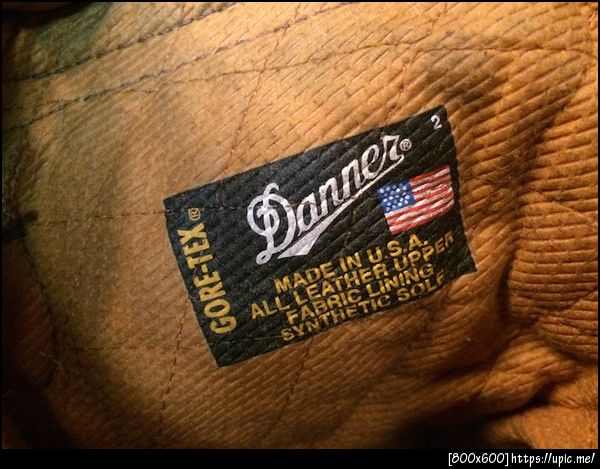 2
Danner®
GORE-TEX®
MADE IN U.S.A.
ALL LEATHER UPPER
FABRIC LINING
SYNTHETIC SOLE
[800x600] https://upic.me/